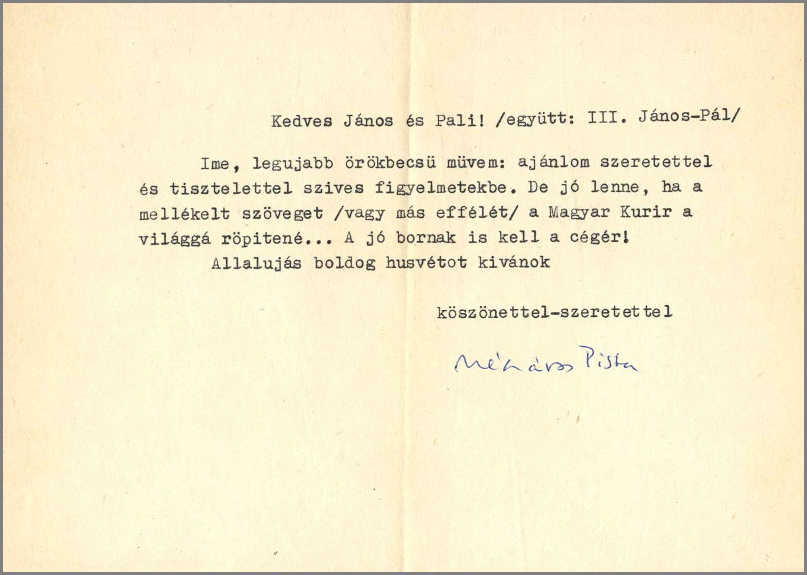 Kedves János és Pali! /együtt: III. János-Pál/
Ime, legujabb örökbecsü müvem: ajánlom szeretettel
és tisztelettel szives figyelmetekbe. De jó lenne, ha a
mellékelt szöveget /vagy más effélét/ a Magyar Kurir a
világgá röpitené... A jó bornak is kell a cégér!
Allalujás boldog husvétot kivánok
köszönettel-szeretettel
Pista